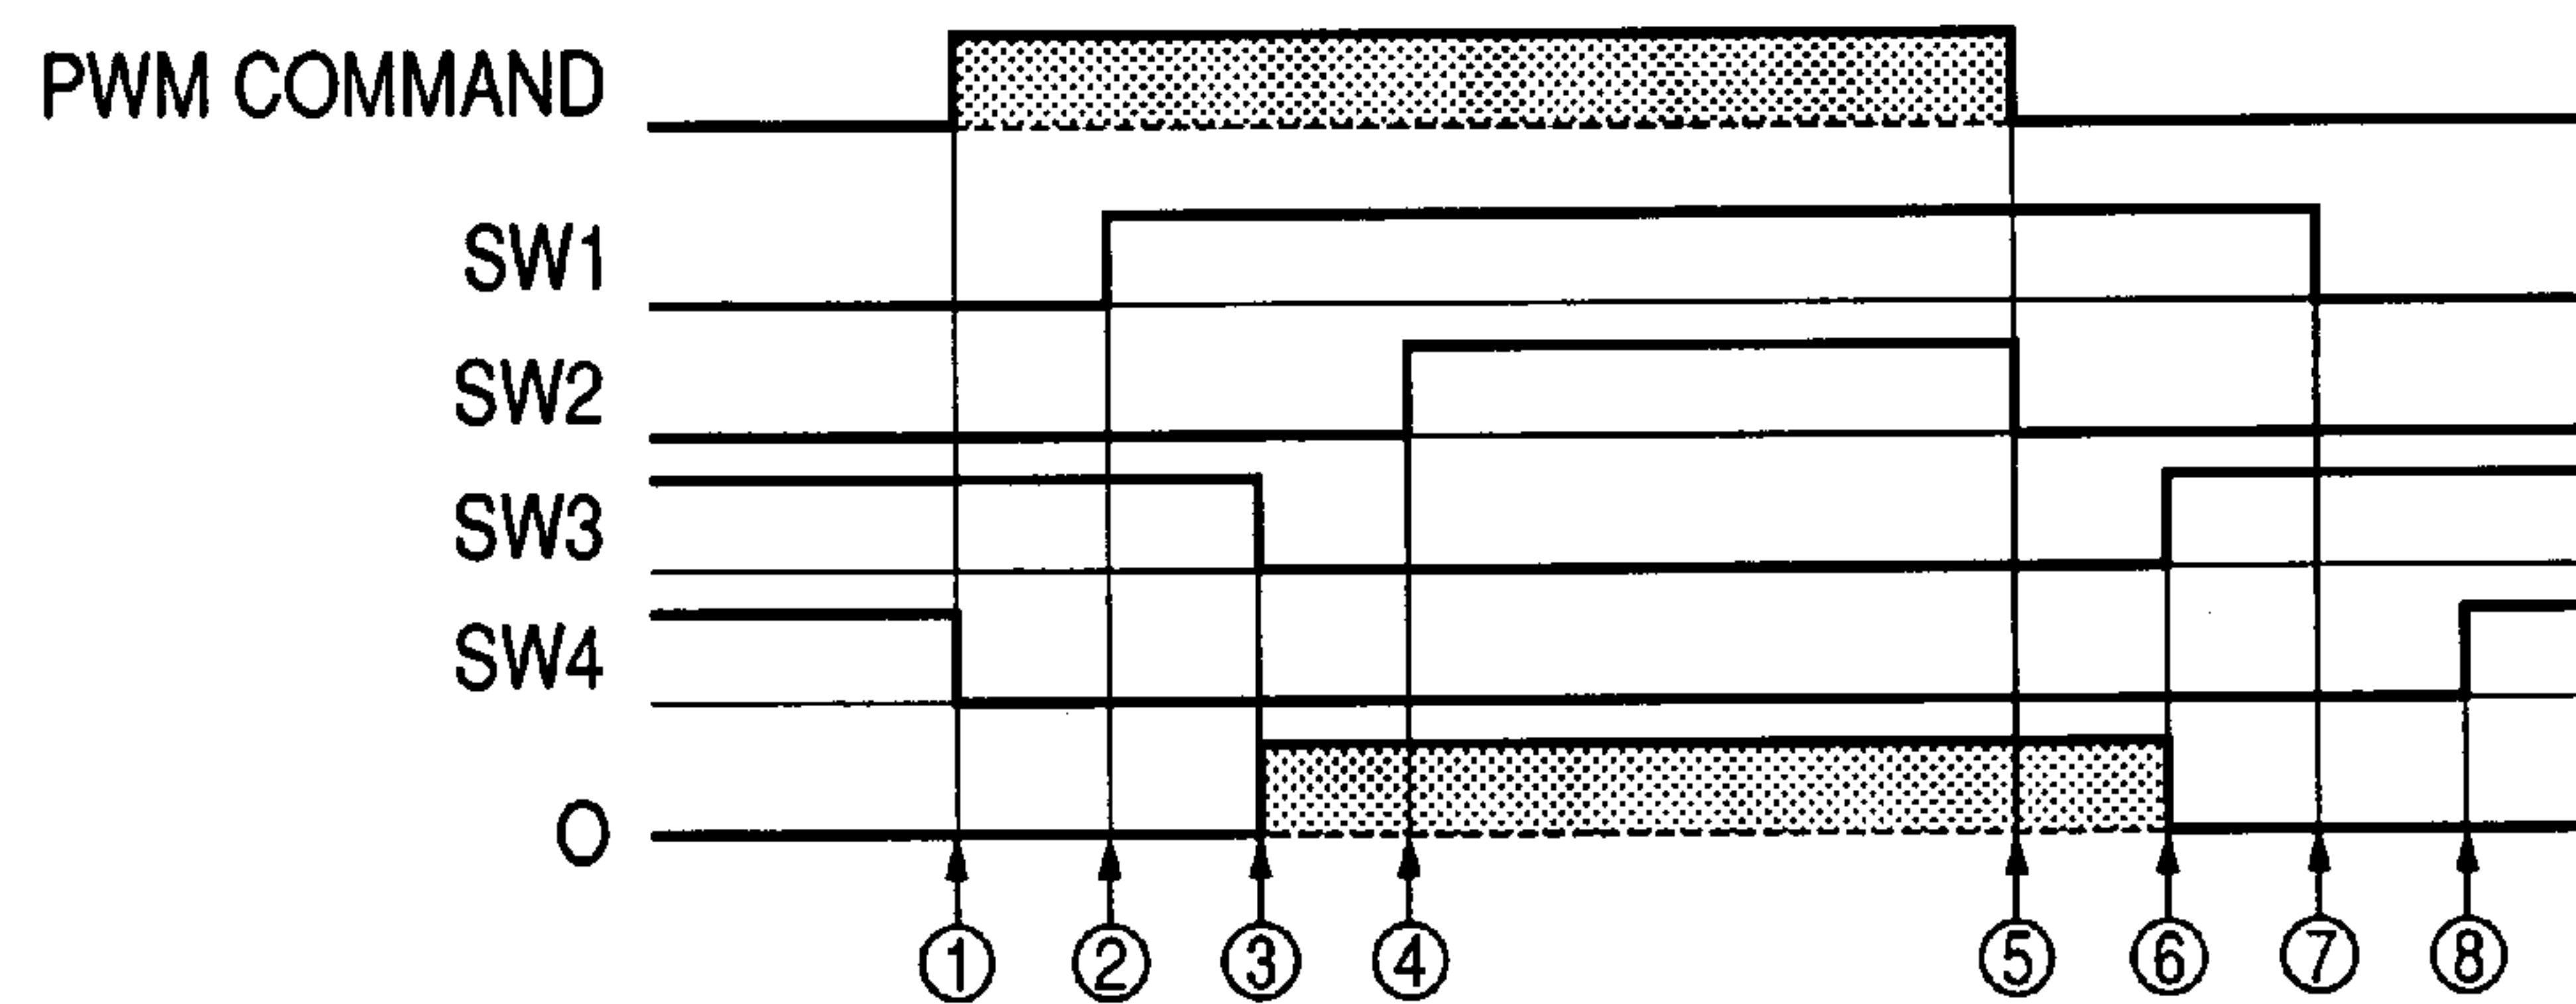 PWM COMMAND
SW1
SW2
SW3
SW4
O
① ② ③ ④ ⑤ ⑥ ⑦ ⑧